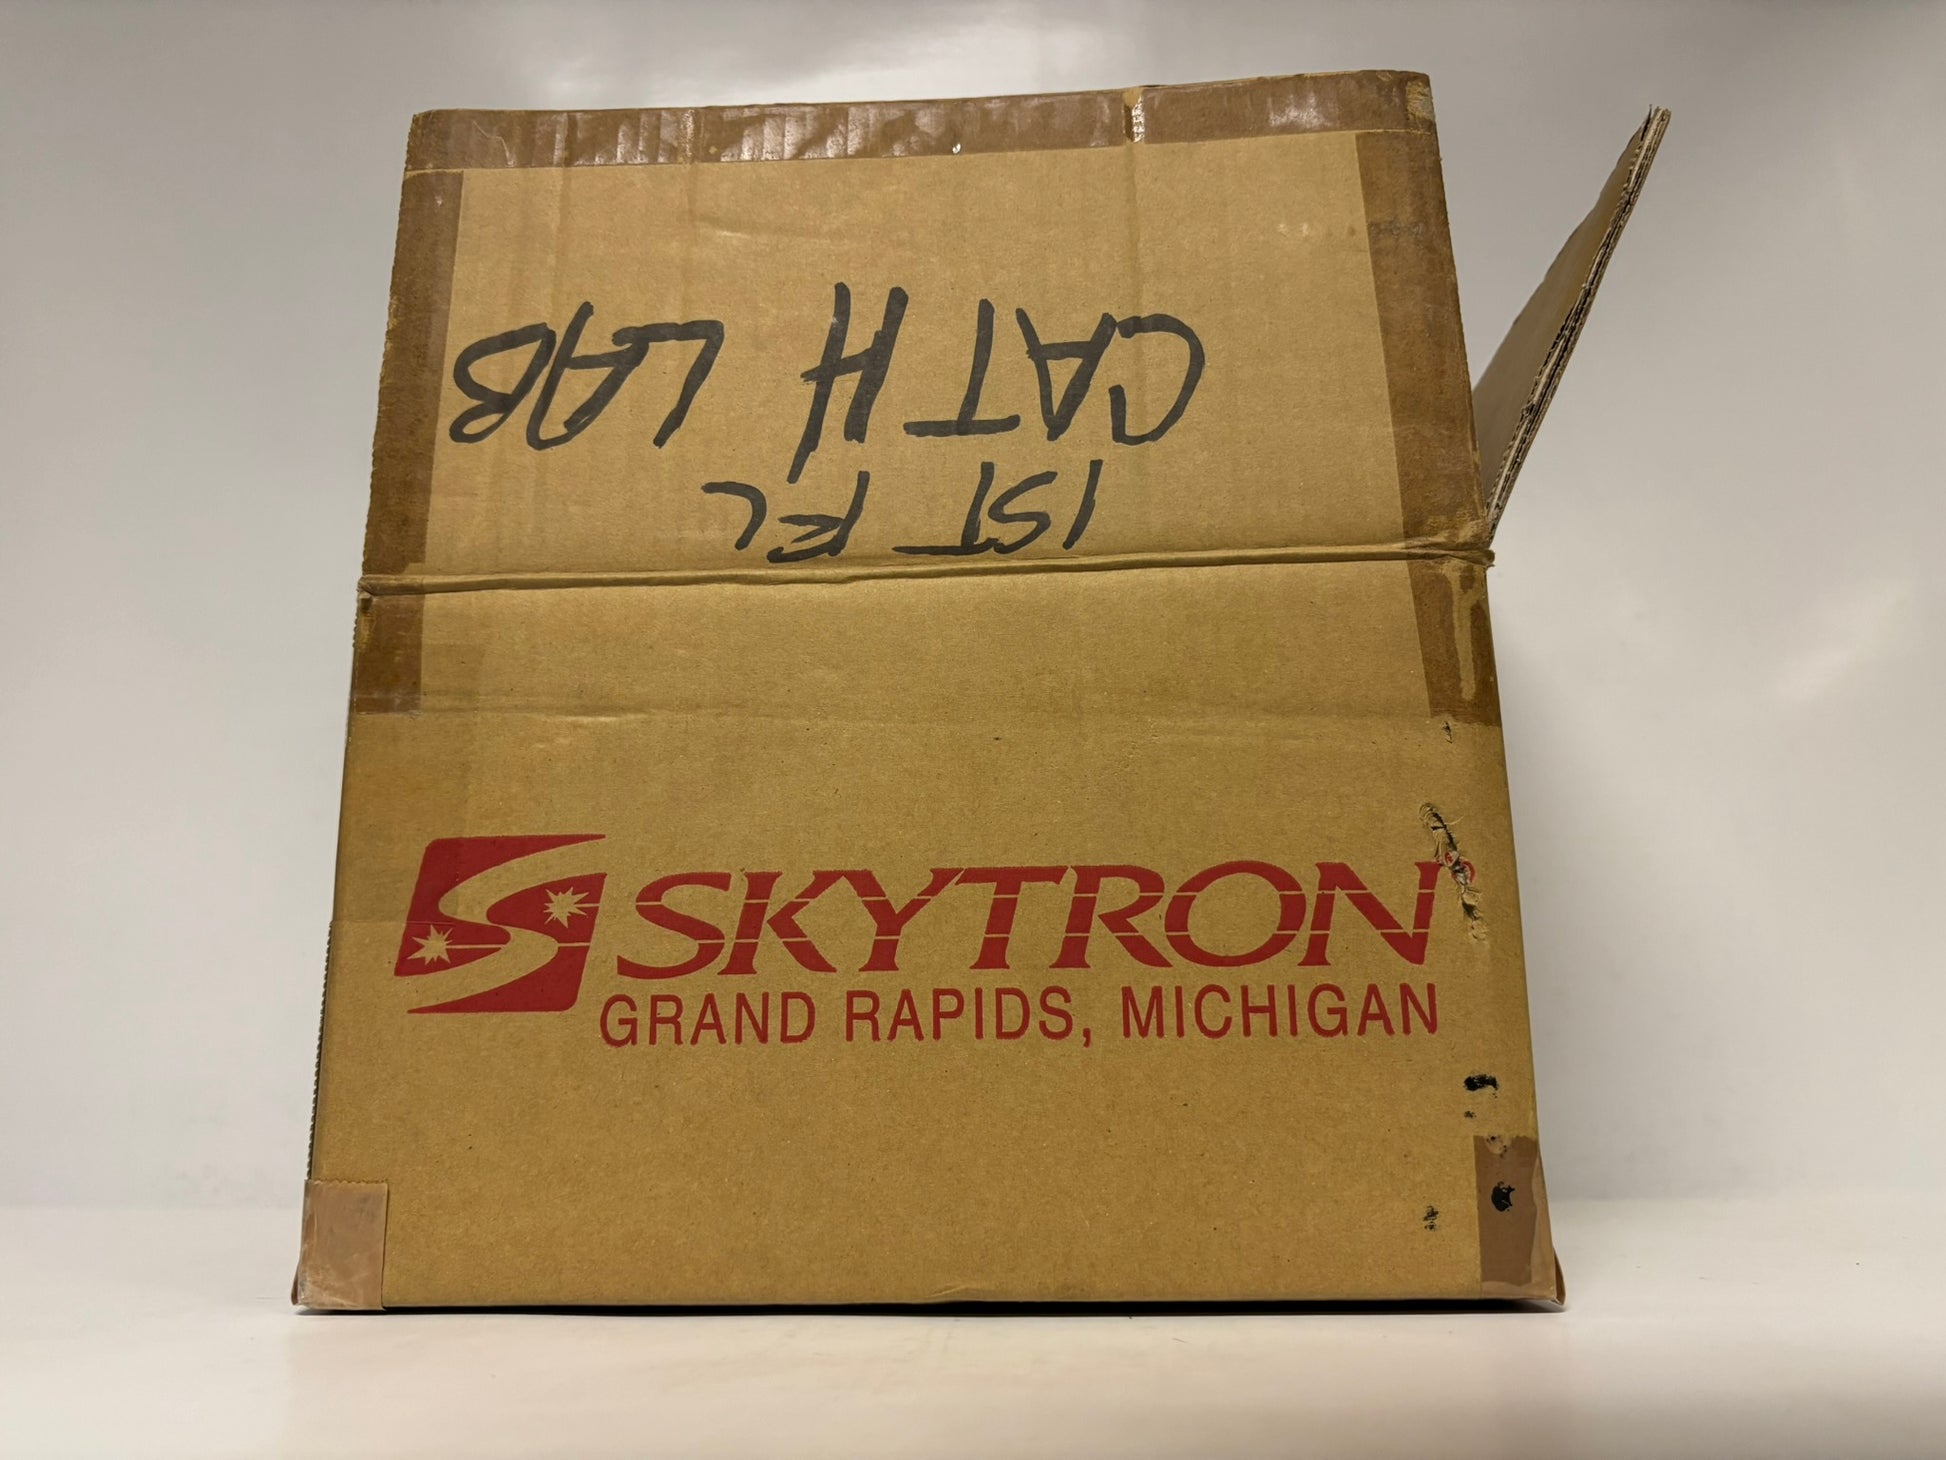 1ST FL
CATH LAB
SKYTRON®
GRAND RAPIDS, MICHIGAN